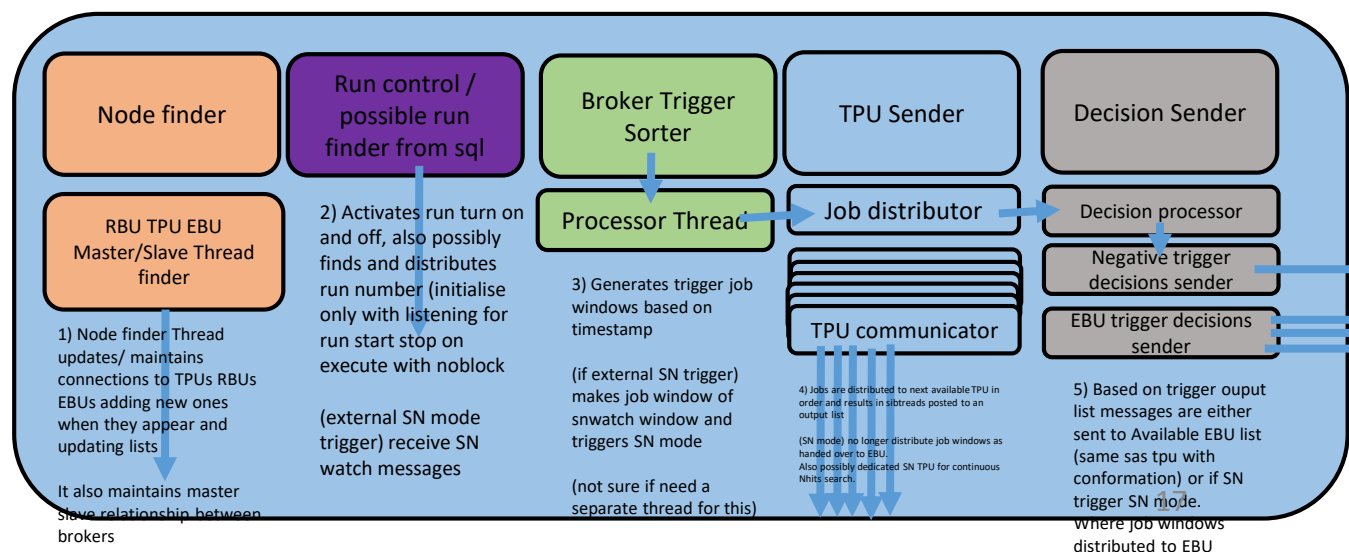 Node finder
RBU TPU EBU
Master/Slave Thread
finder
1) Node finder Thread
updates/ maintains
connections to TPUs RBUs
EBUs adding new ones
when they appear and
updating lists
It also maintains master
slave relationship between
brokers
Run control /
possible run
finder from sql
2) Activates run turn on
and off, also possibly
finds and distributes
run number (initialise
only with listening for
run start stop on
execute with noblock
(external SN mode
trigger) receive SN
watch messages
Broker Trigger
Sorter
Processor Thread
3) Generates trigger job
windows based on
timestamp
(if external SN trigger)
makes job window of
snwatch window and
triggers SN mode
(not sure if need a
separate thread for this)
TPU Sender
Job distributor
TPU communicator
4) Jobs are distributed to next available TPU in
order and results in sibtreads posted to an
output list
(SN mode) no longer distribute job windows as
handed over to EBU.
Also possibly dedicated SN TPU for continuous
Nhits search.
Decision Sender
Decision processor
Negative trigger
decisions sender
EBU trigger decisions
sender
5) Based on trigger ouput
list messages are either
sent to Available EBU list
(same sas tpu with
conformation) or if SN
trigger SN mode.
Where job windows
distributed to EBU
17